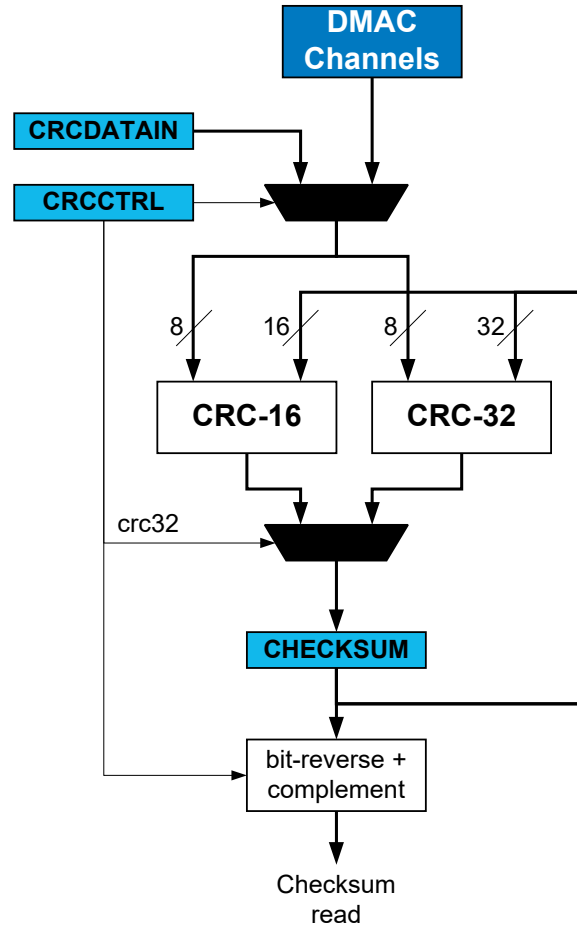 DMAC
Channels
CRCDATAIN
CRCCTRL
8
16
8
32
CRC-16
CRC-32
crc32
CHECKSUM
bit-reverse +
complement
Checksum
read